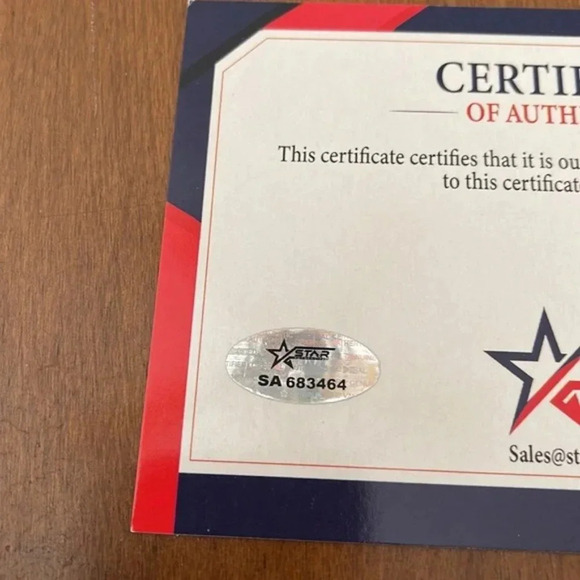 CERTI
OF AUTH
This certificate certifies that it is ou
to this certificat
STAR
SA 683464
Sales@st